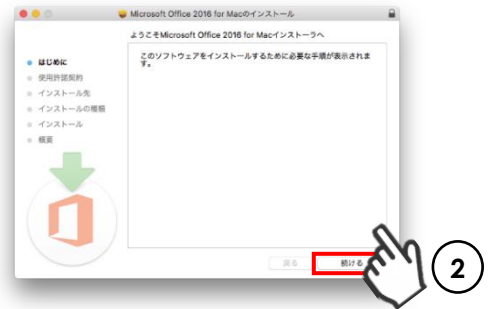 Microsoft Office 2016 for Macのインストール
ようこそMicrosoft Office 2016 for Macインストーラへ
はじめに
使用許諾契約
インストール先
インストールの種類
インストール
概要
このソフトウェアをインストールするために必要な手順が表示されま
す。
戻る
続ける
2